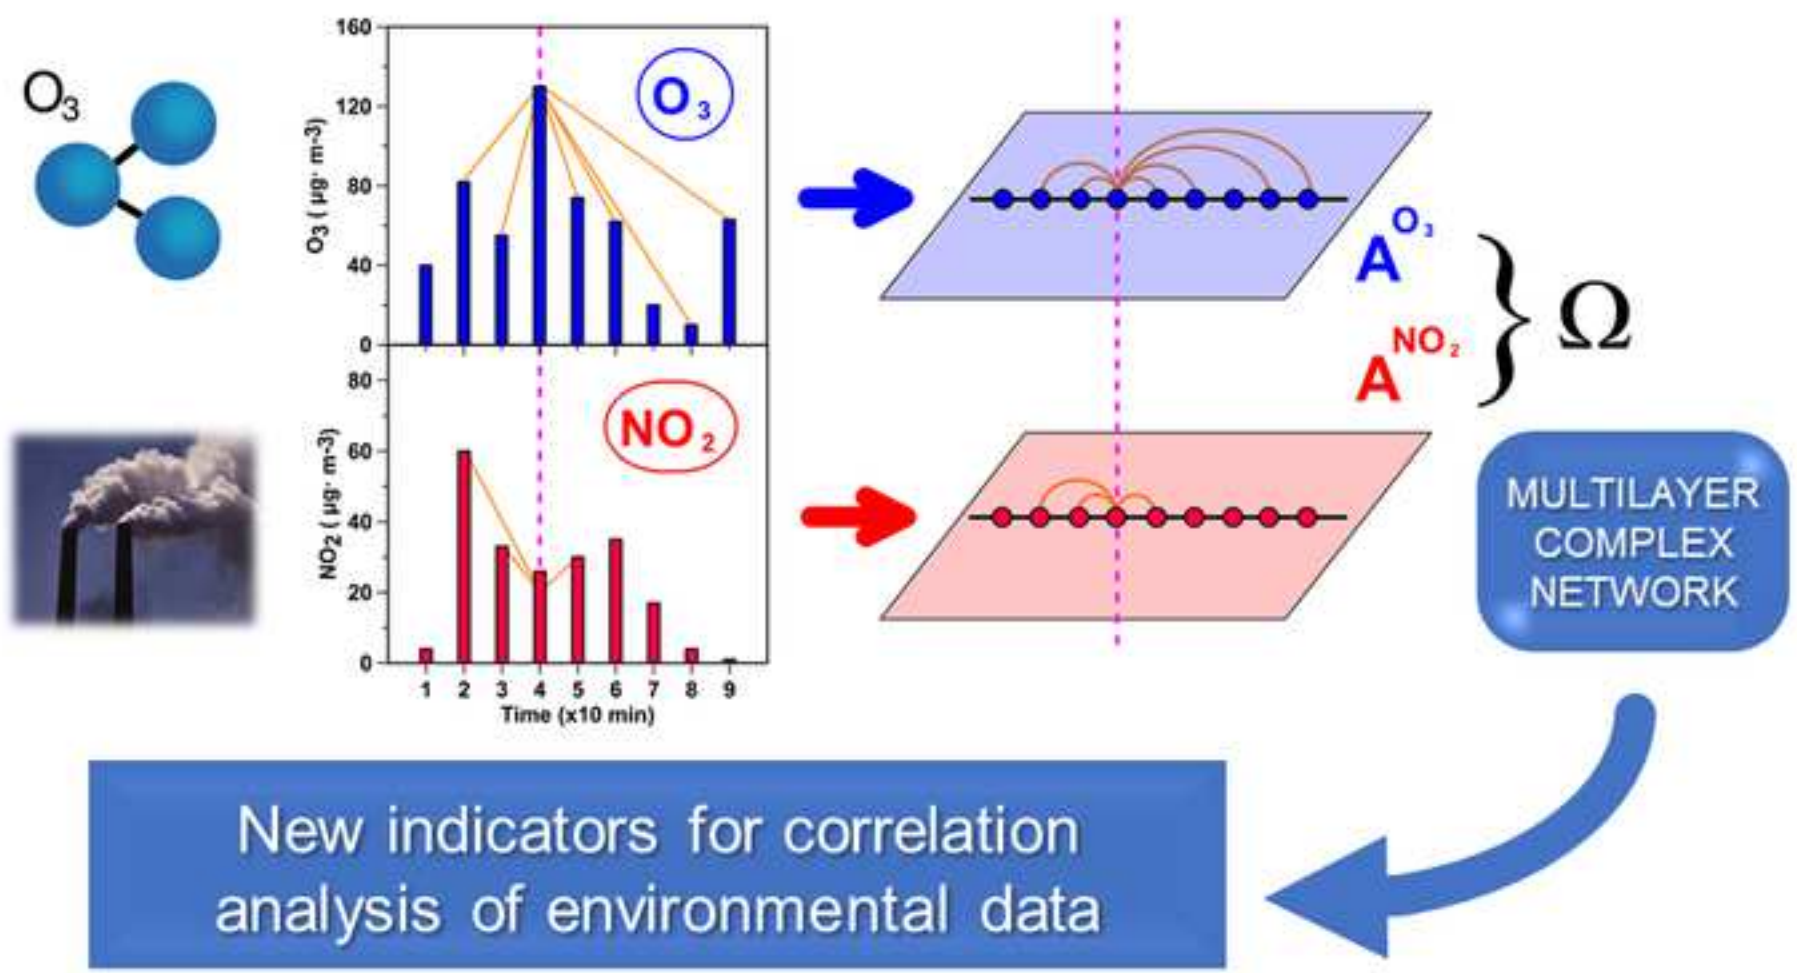 O3
160
120
80
40
0
O3 ( µg· m-3)
O3
80
60
40
20
0
NO2 ( µg· m-3)
NO2
1 2 3 4 5 6 7 8 9
Time (x10 min)
A O3
A NO2
} Ω
MULTILAYER
COMPLEX
NETWORK
New indicators for correlation
analysis of environmental data